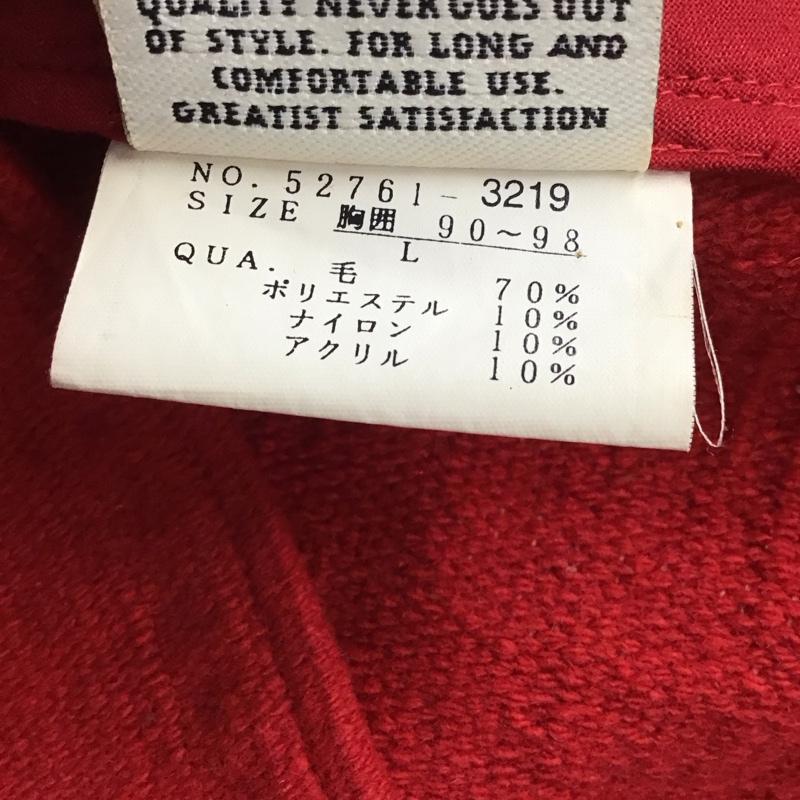 QUALITY NEVER GOES OUT
OF STYLE. FOR LONG AND
COMFORTABLE USE.
GREATIST SATISFACTION
NO. 52761-3219
SIZE 胸囲 90~98
L
QUA. 毛 70%
ポリエステル 10%
ナイロン 10%
アクリル 10%